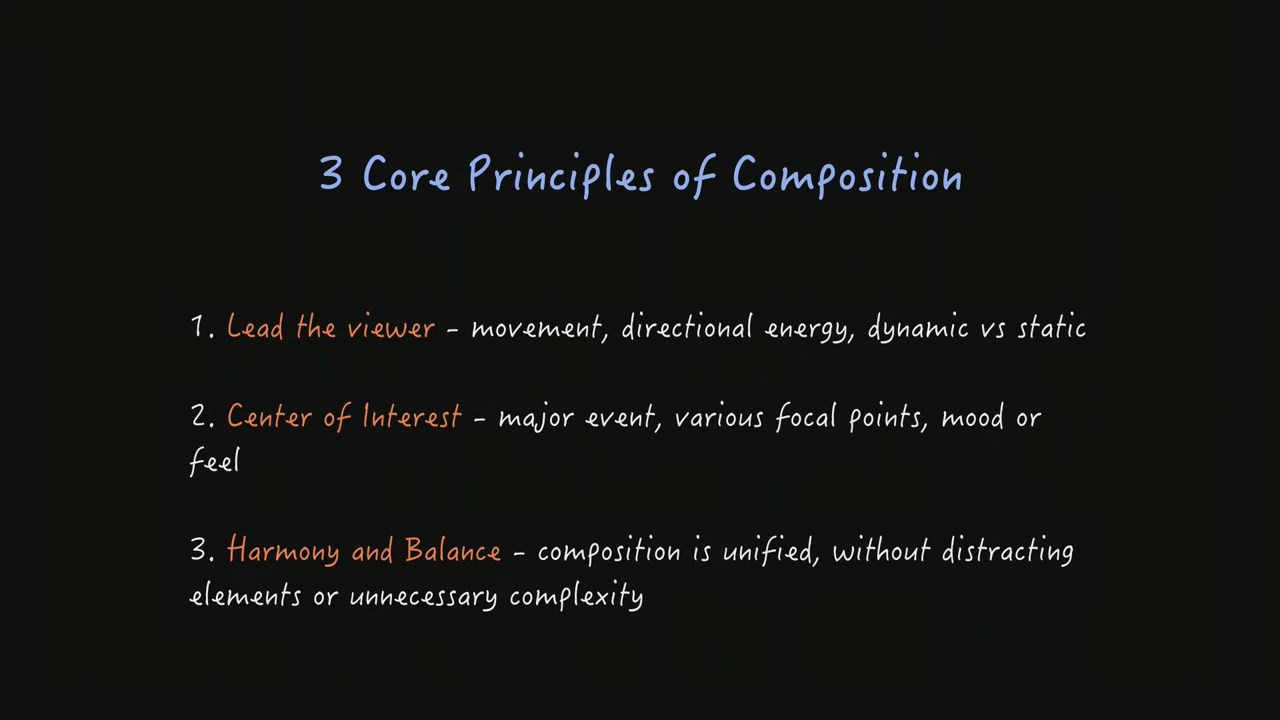 3 Core Principles of Composition
1. Lead the viewer - movement, directional energy, dynamic vs static
2. Center of Interest - major event, various focal points, mood or
feel
3. Harmony and Balance - composition is unified, without distracting
elements or unnecessary complexity